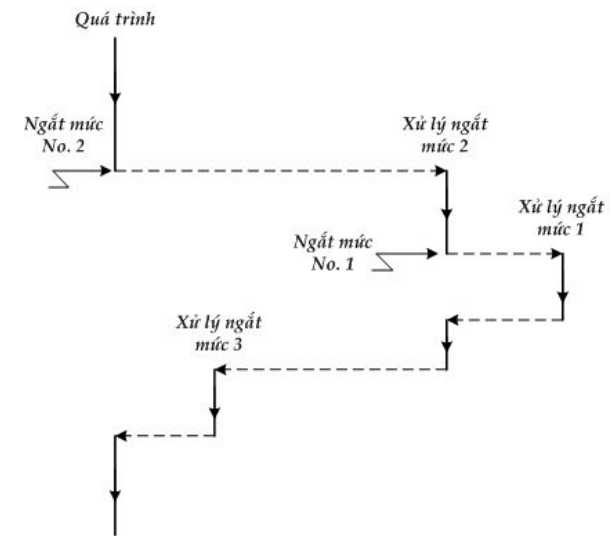 Quá trình
Ngắt mức
No. 2
Xử lý ngắt
mức 2
Xử lý ngắt
mức 1
Ngắt mức
No. 1
Xử lý ngắt
mức 3